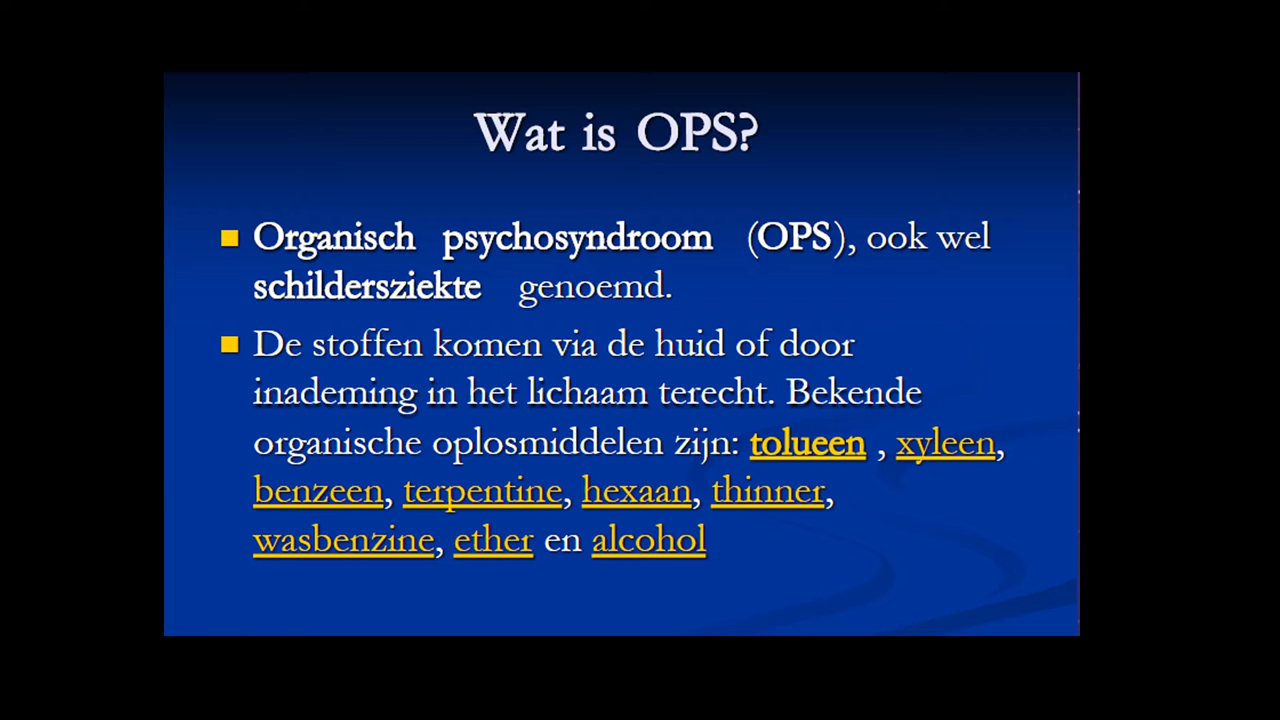 Wat is OPS?
Organisch psychosyndroom (OPS), ook wel
schildersziekte genoemd.
De stoffen komen via de huid of door
inademing in het lichaam terecht. Bekende
organische oplosmiddelen zijn: tolueen , xyleen,
benzeen, terpentine, hexaan, thinner,
wasbenzine, ether en alcohol